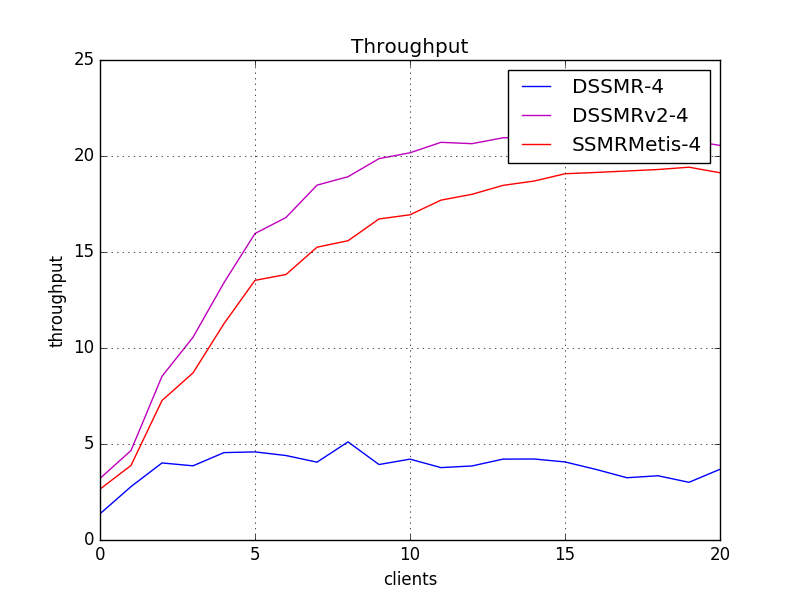 Throughput
25
20
15
10
5
0
throughput
DSSMR-4
DSSMRv2-4
SSMRMetis-4
0 5 10 15 20
clients